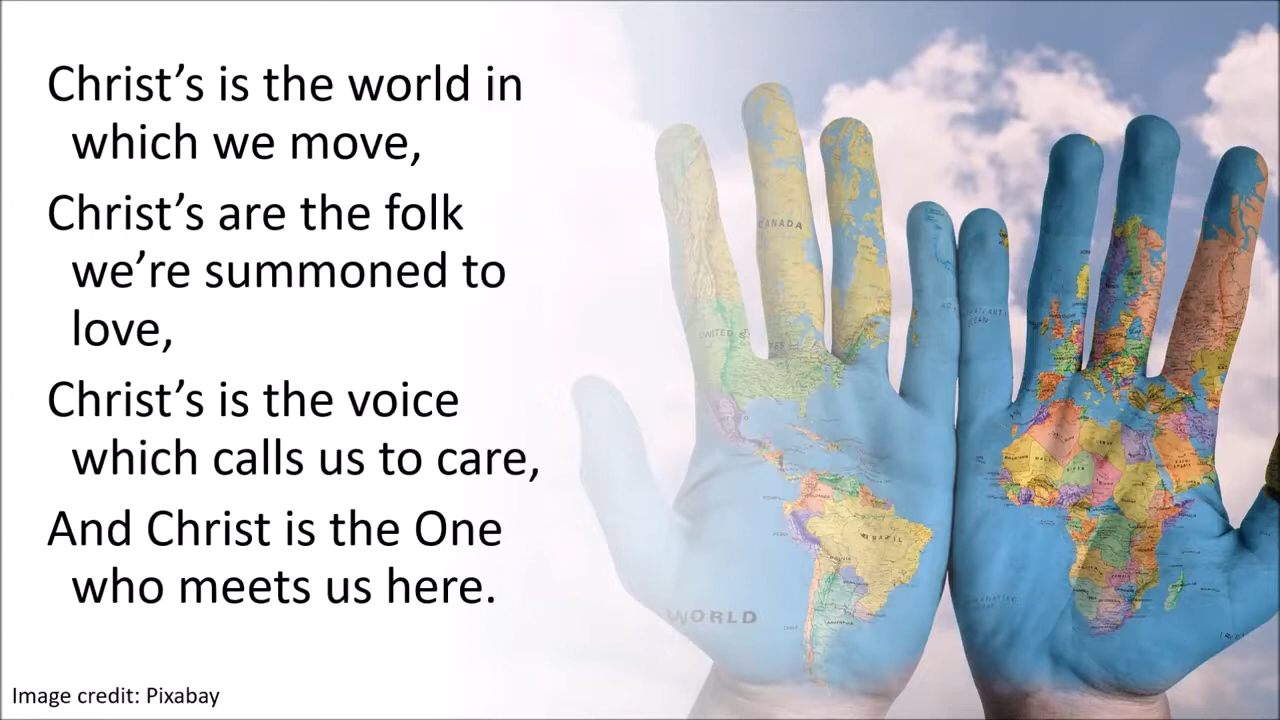 Christ's is the world in
which we move,
Christ's are the folk
we're summoned to
love,
Christ's is the voice
which calls us to care,
And Christ is the One
who meets us here.
CANADA
UNITED
BRAZIL
WORLD
Image credit: Pixabay